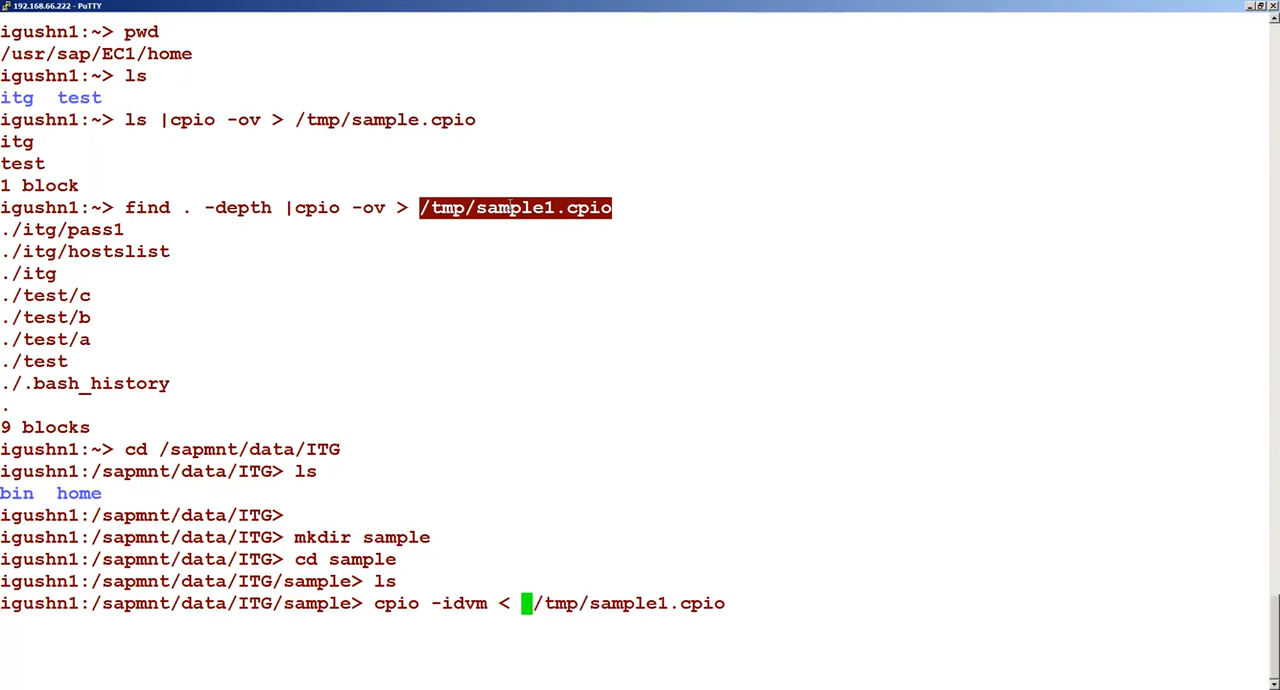 192.168.66.222 - PuTTY
igushn1:~> pwd
/usr/sap/EC1/home
igushn1:~> ls
itg  test
igushn1:~> ls |cpio -ov > /tmp/sample.cpio
itg
test
1 block
igushn1:~> find . -depth |cpio -ov > /tmp/sample1.cpio
./itg/pass1
./itg/hostslist
./itg
./test/c
./test/b
./test/a
./test
./.bash_history
.
9 blocks
igushn1:~> cd /sapmnt/data/ITG
igushn1:/sapmnt/data/ITG> ls
bin  home
igushn1:/sapmnt/data/ITG>
igushn1:/sapmnt/data/ITG> mkdir sample
igushn1:/sapmnt/data/ITG> cd sample
igushn1:/sapmnt/data/ITG/sample> ls
igushn1:/sapmnt/data/ITG/sample> cpio -idvm <  /tmp/sample1.cpio